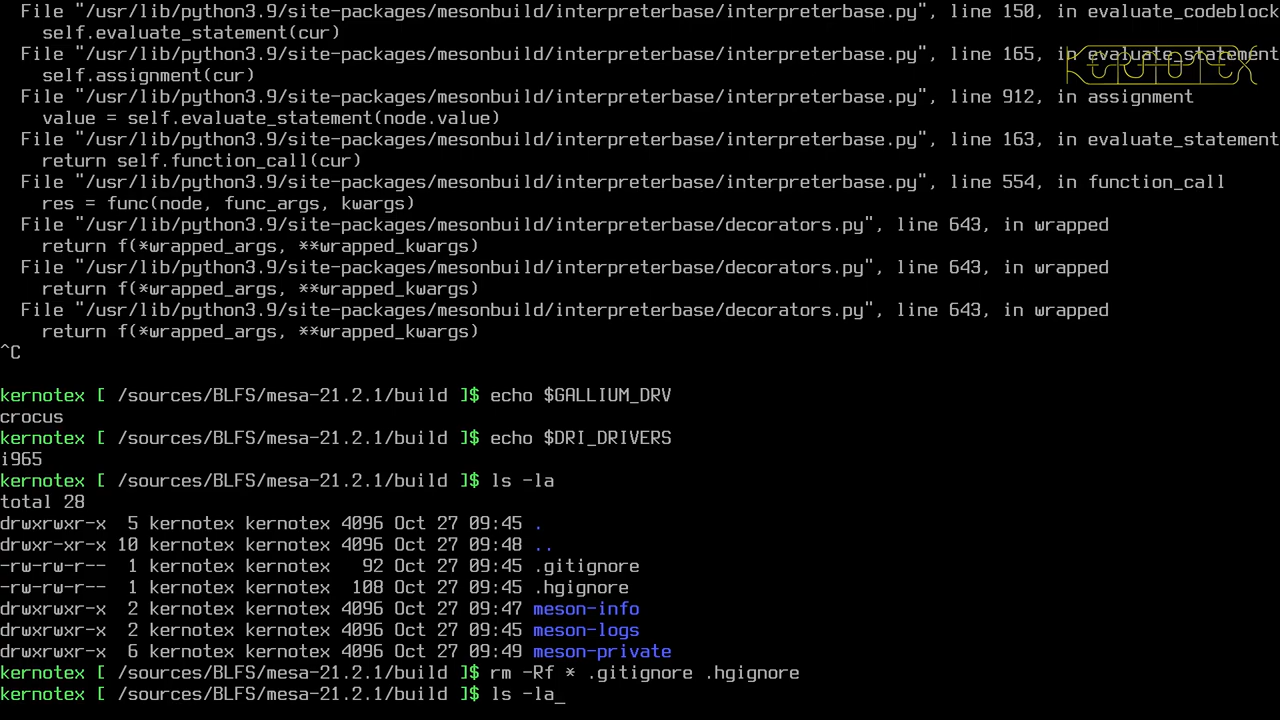 File "/usr/lib/python3.9/site-packages/mesonbuild/interpreterbase/interpreterbase.py", line 150, in evaluate_codeblock
self.evaluate_statement(cur)
File "/usr/lib/python3.9/site-packages/mesonbuild/interpreterbase/interpreterbase.py", line 165, in evaluate_statement
kernotex
self.assignment(cur)
File "/usr/lib/python3.9/site-packages/mesonbuild/interpreterbase/interpreterbase.py", line 912, in assignment
value = self.evaluate_statement(node.value)
File "/usr/lib/python3.9/site-packages/mesonbuild/interpreterbase/interpreterbase.py", line 163, in evaluate_statement
return self.function_call(cur)
File "/usr/lib/python3.9/site-packages/mesonbuild/interpreterbase/interpreterbase.py", line 554, in function_call
res = func(node, func_args, kwargs)
File "/usr/lib/python3.9/site-packages/mesonbuild/interpreterbase/decorators.py", line 643, in wrapped
return f(*wrapped_args, **wrapped_kwargs)
File "/usr/lib/python3.9/site-packages/mesonbuild/interpreterbase/decorators.py", line 643, in wrapped
return f(*wrapped_args, **wrapped_kwargs)
File "/usr/lib/python3.9/site-packages/mesonbuild/interpreterbase/decorators.py", line 643, in wrapped
return f(*wrapped_args, **wrapped_kwargs)
^C
kernotex [ /sources/BLFS/mesa-21.2.1/build ]$ echo $GALLIUM_DRV
crocus
kernotex [ /sources/BLFS/mesa-21.2.1/build ]$ echo $DRI_DRIVERS
i965
kernotex [ /sources/BLFS/mesa-21.2.1/build ]$ ls -la
total 28
drwxrwxr-x  5 kernotex kernotex 4096 Oct 27 09:45 .
drwxr-xr-x 10 kernotex kernotex 4096 Oct 27 09:48 ..
-rw-rw-r--  1 kernotex kernotex   92 Oct 27 09:45 .gitignore
-rw-rw-r--  1 kernotex kernotex  108 Oct 27 09:45 .hgignore
drwxrwxr-x  2 kernotex kernotex 4096 Oct 27 09:47 meson-info
drwxrwxr-x  2 kernotex kernotex 4096 Oct 27 09:45 meson-logs
drwxrwxr-x  6 kernotex kernotex 4096 Oct 27 09:49 meson-private
kernotex [ /sources/BLFS/mesa-21.2.1/build ]$ rm -Rf * .gitignore .hgignore
kernotex [ /sources/BLFS/mesa-21.2.1/build ]$ ls -la_